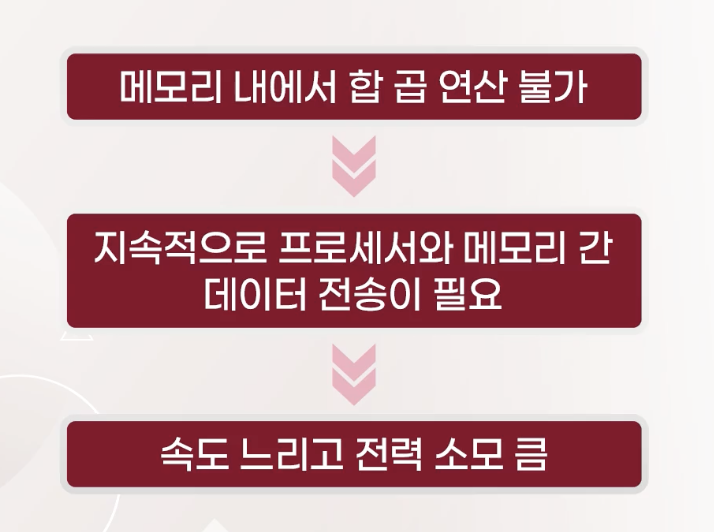 메모리 내에서 합 곱 연산 불가
지속적으로 프로세서와 메모리 간
데이터 전송이 필요
속도 느리고 전력 소모 큼